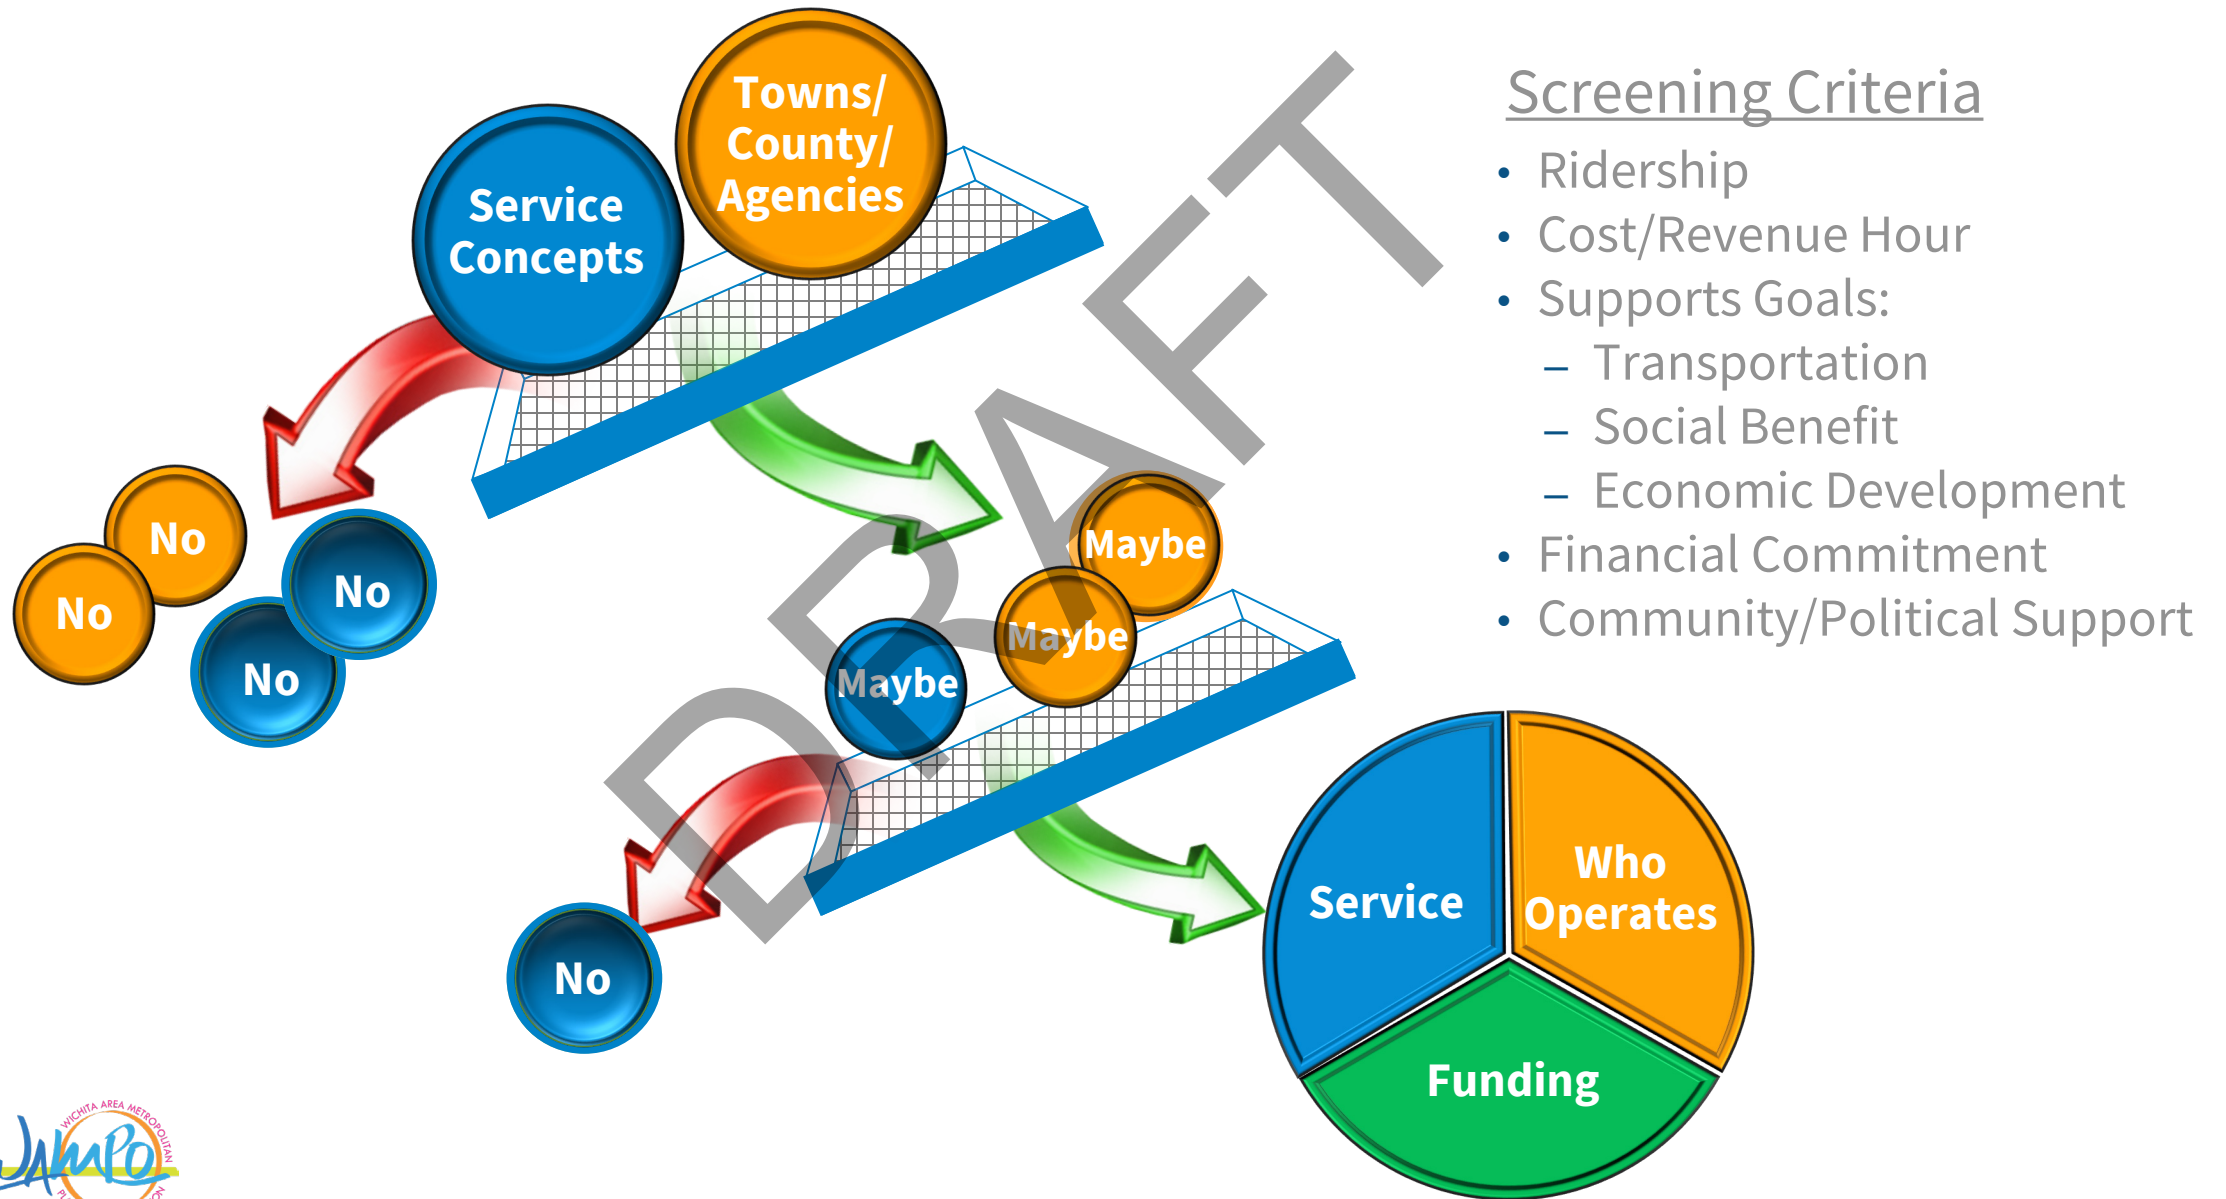 Service
Concepts
Towns/
County/
Agencies
Screening Criteria
• Ridership
• Cost/Revenue Hour
• Supports Goals:
– Transportation
– Social Benefit
– Economic Development
• Financial Commitment
• Community/Political Support
No
No
No
No
Maybe
Maybe
Maybe
No
Service
Who
Operates
Funding
DRAFT
WICHITA AREA METROPOLITAN
WAMPO